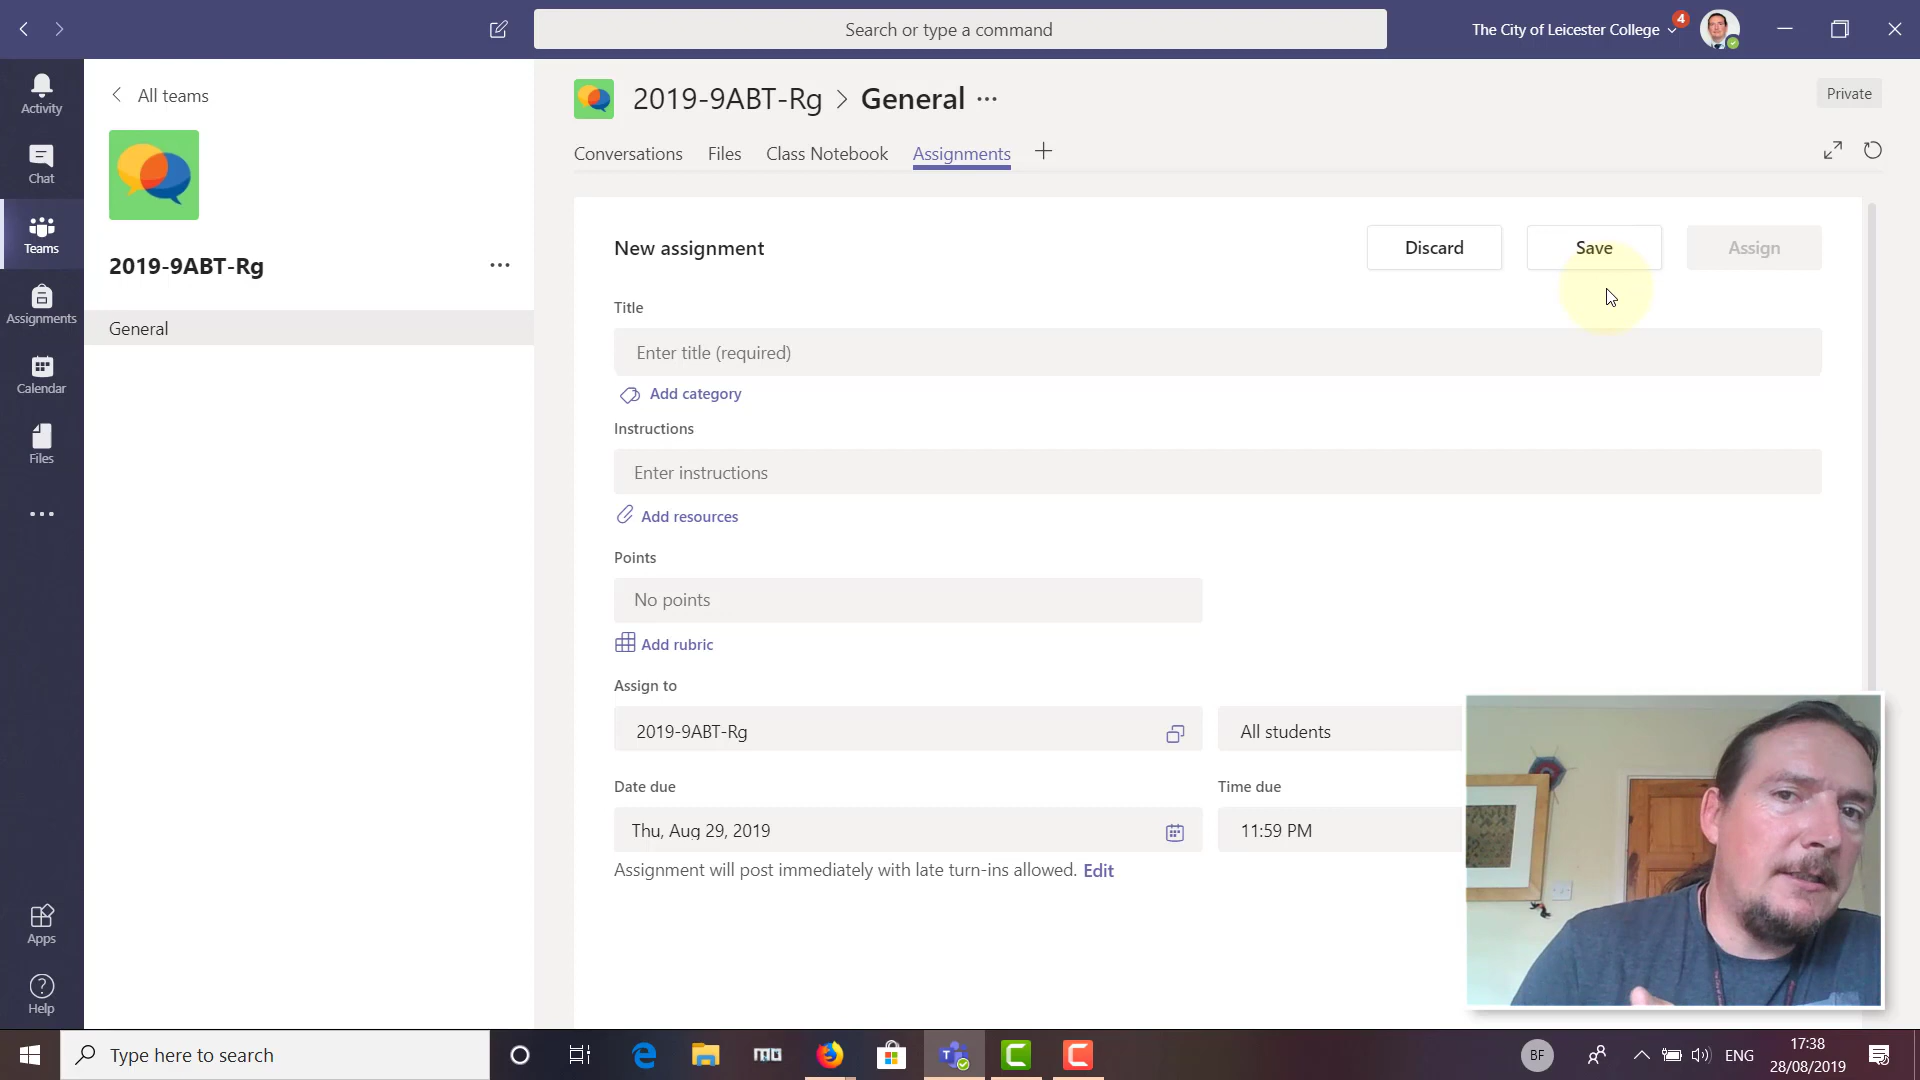 Search or type a command
The City of Leicester College
4
Activity
Chat
Teams
Assignments
Calendar
Files
Apps
Help
All teams
2019-9ABT-Rg
General
2019-9ABT-Rg > General
Private
Conversations Files Class Notebook Assignments
New assignment
Discard Save Assign
Title
Enter title (required)
Add category
Instructions
Enter instructions
Add resources
Points
No points
Add rubric
Assign to
2019-9ABT-Rg All students
Date due Time due
Thu, Aug 29, 2019 11:59 PM
Assignment will post immediately with late turn-ins allowed. Edit
Type here to search
BF
ENG
17:38
28/08/2019